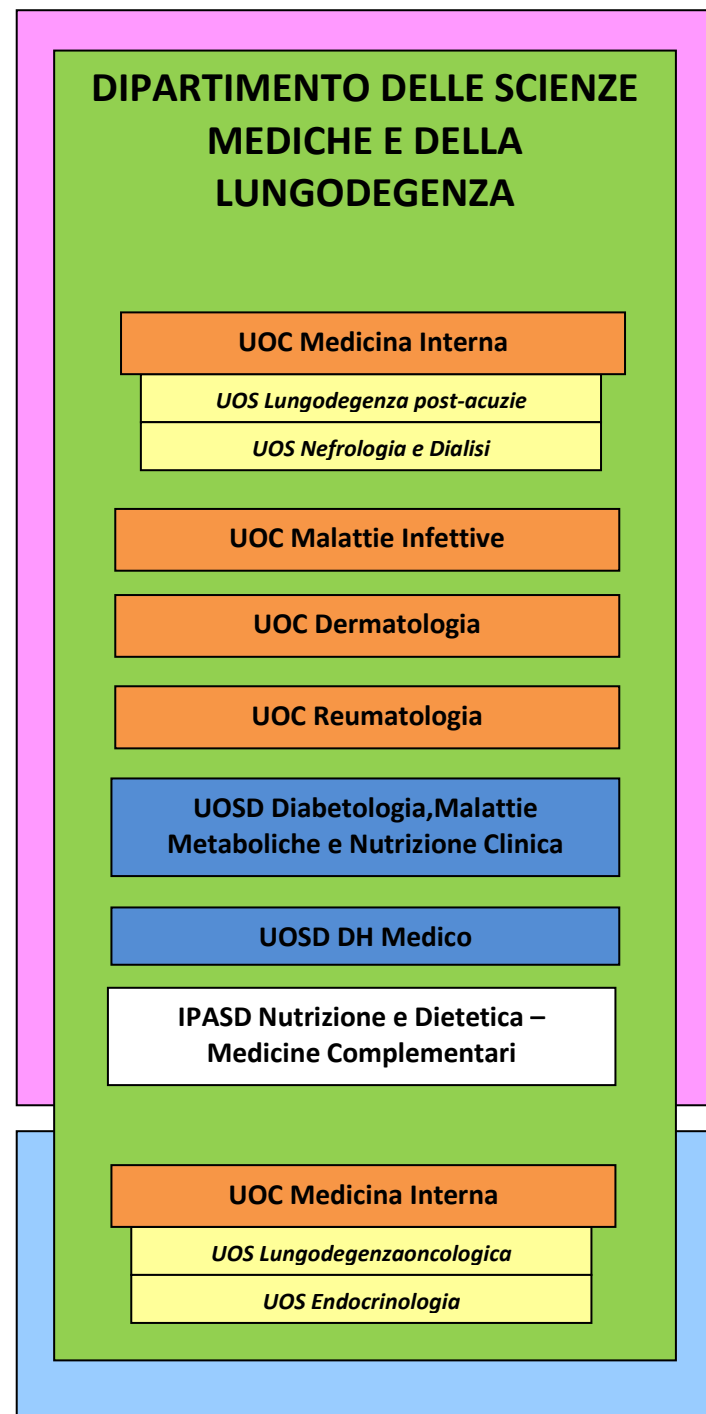 DIPARTIMENTO DELLE SCIENZE
MEDICHE E DELLA
LUNGODEGENZA
UOC Medicina Interna
UOS Lungodegenza post-acuzie
UOS Nefrologia e Dialisi
UOC Malattie Infettive
UOC Dermatologia
UOC Reumatologia
UOSD Diabetologia,Malattie
Metaboliche e Nutrizione Clinica
UOSD DH Medico
IPASD Nutrizione e Dietetica –
Medicine Complementari
UOC Medicina Interna
UOS Lungodegenzaoncologica
UOS Endocrinologia